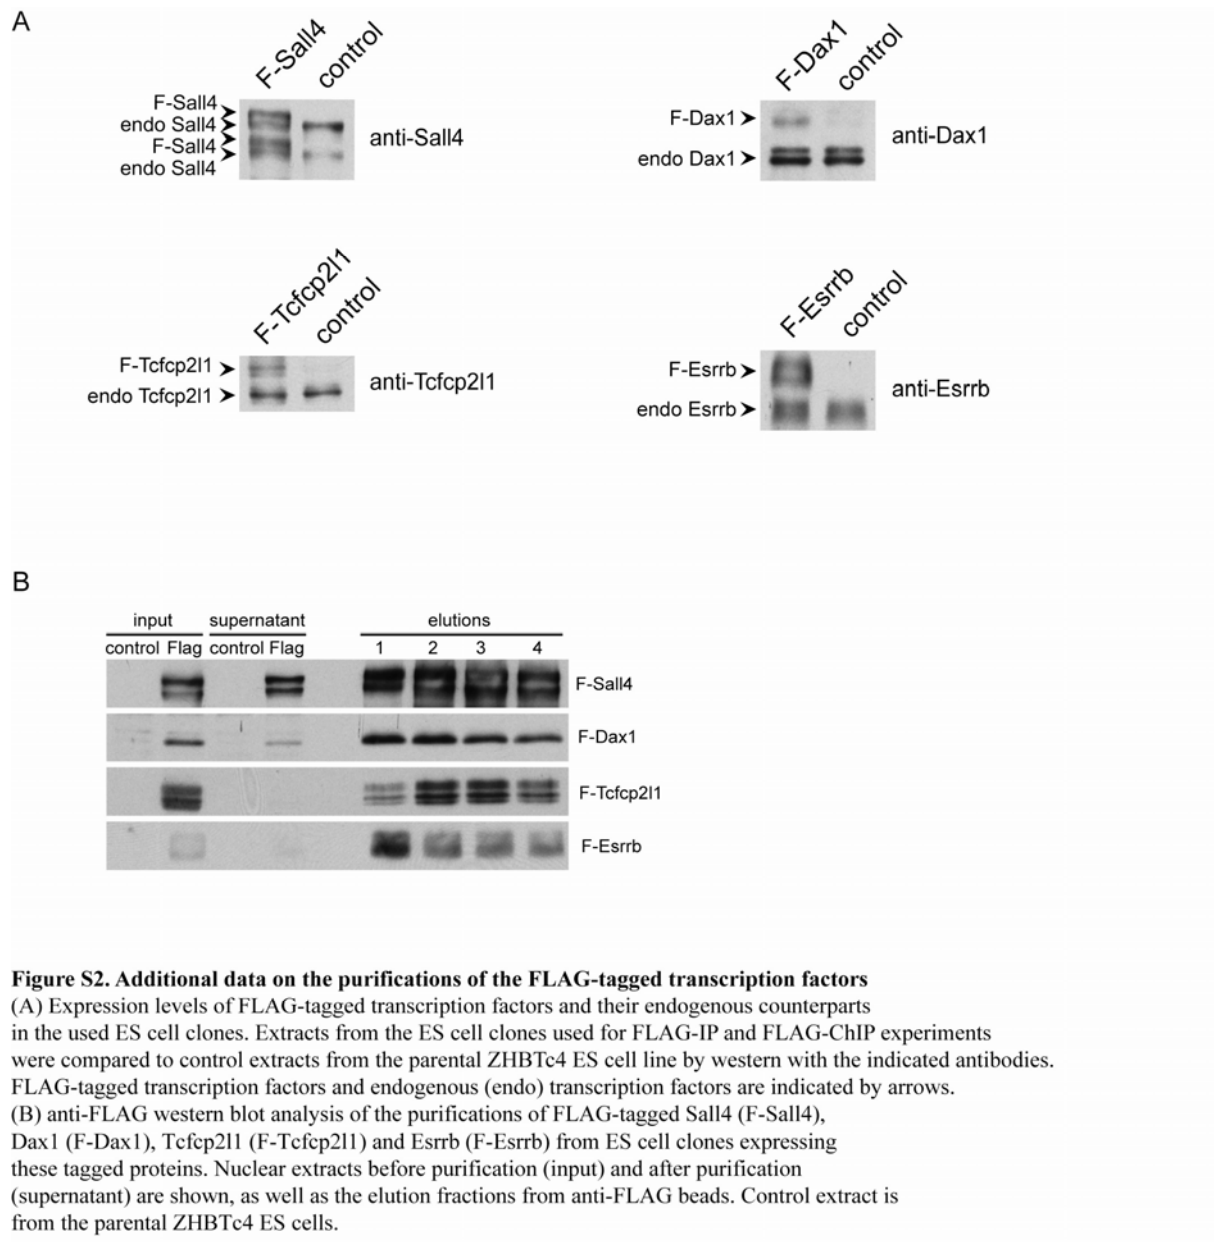 A
F-Sall4 control
F-Sall4
endo Sall4
F-Sall4
endo Sall4
anti-Sall4
F-Dax1 control
F-Dax1
endo Dax1
anti-Dax1
F-Tcfcp2l1 control
F-Tcfcp2l1
endo Tcfcp2l1
anti-Tcfcp2l1
F-Esrrb control
F-Esrrb
endo Esrrb
anti-Esrrb
B
input supernatant elutions
control Flag control Flag 1 2 3 4
F-Sall4
F-Dax1
F-Tcfcp2l1
F-Esrrb
Figure S2. Additional data on the purifications of the FLAG-tagged transcription factors
(A) Expression levels of FLAG-tagged transcription factors and their endogenous counterparts
in the used ES cell clones. Extracts from the ES cell clones used for FLAG-IP and FLAG-ChIP experiments
were compared to control extracts from the parental ZHBTc4 ES cell line by western with the indicated antibodies.
FLAG-tagged transcription factors and endogenous (endo) transcription factors are indicated by arrows.
(B) anti-FLAG western blot analysis of the purifications of FLAG-tagged Sall4 (F-Sall4),
Dax1 (F-Dax1), Tcfcp2l1 (F-Tcfcp2l1) and Esrrb (F-Esrrb) from ES cell clones expressing
these tagged proteins. Nuclear extracts before purification (input) and after purification
(supernatant) are shown, as well as the elution fractions from anti-FLAG beads. Control extract is
from the parental ZHBTc4 ES cells.